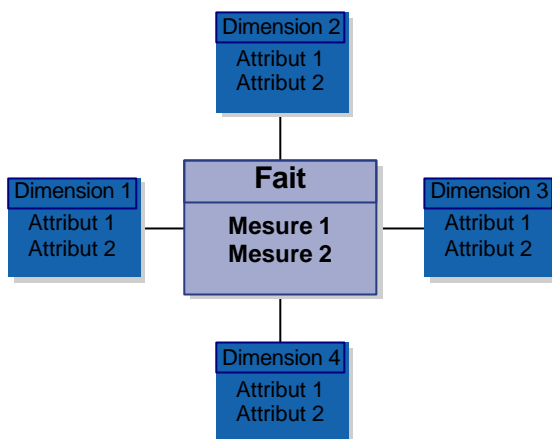 Dimension 2
Attribut 1
Attribut 2
Dimension 1
Attribut 1
Attribut 2
Fait
Mesure 1
Mesure 2
Dimension 3
Attribut 1
Attribut 2
Dimension 4
Attribut 1
Attribut 2